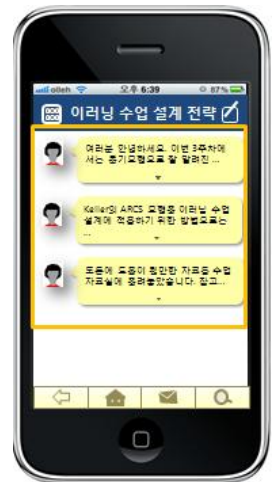 olleh 오후 6:39 87%
이러닝 수업 설계 전략
여러분 안녕하세요. 이번 3주차에
서는 동기모형으로 잘 알려진 ...
Keller의 ARCS 모형중 이러닝 수업
설계에 적용하기 위한 방법으로는
...
토론에 도움이 될만한 자료을 수업
자료실에 올려놓았습니다. 참고...